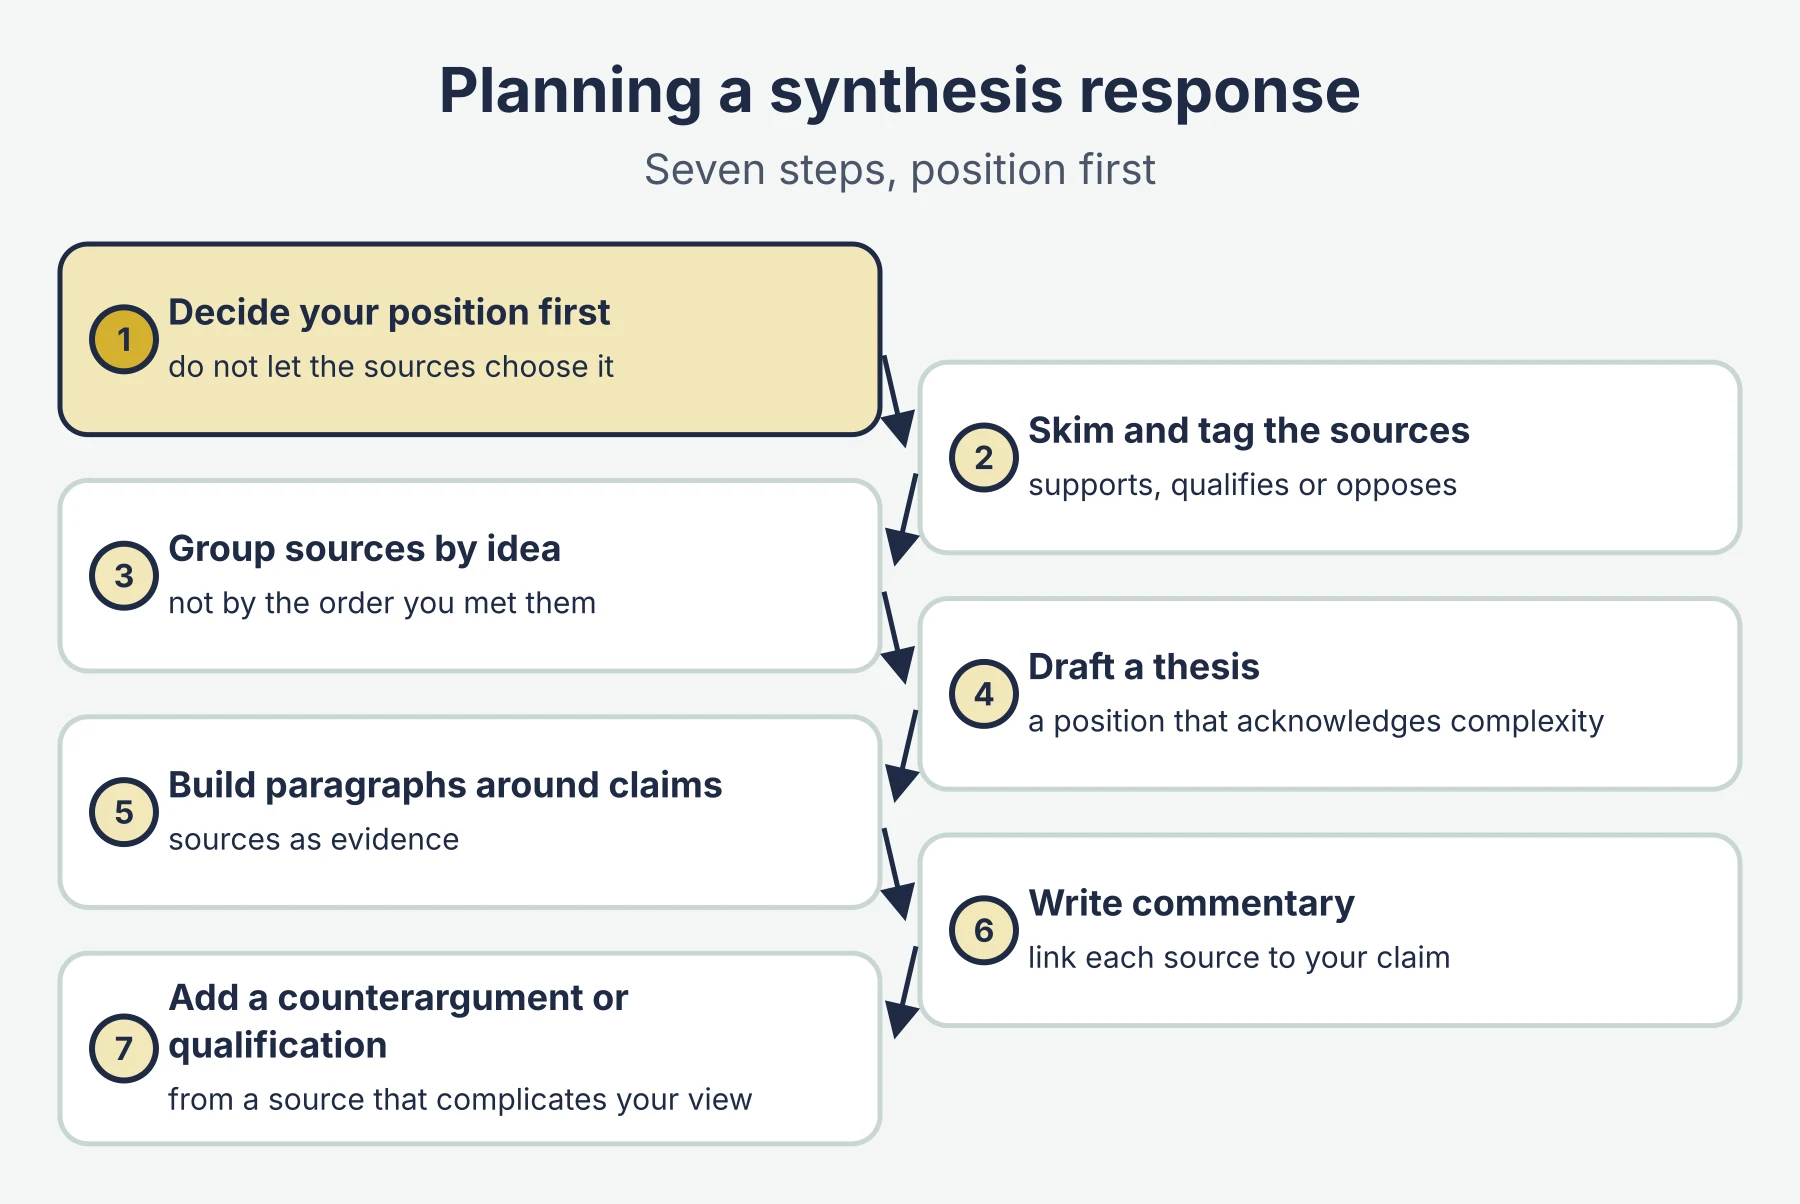 Planning a synthesis response
Seven steps, position first
1
Decide your position first
do not let the sources choose it
2
Skim and tag the sources
supports, qualifies or opposes
3
Group sources by idea
not by the order you met them
4
Draft a thesis
a position that acknowledges complexity
5
Build paragraphs around claims
sources as evidence
6
Write commentary
link each source to your claim
7
Add a counterargument or
qualification
from a source that complicates your view